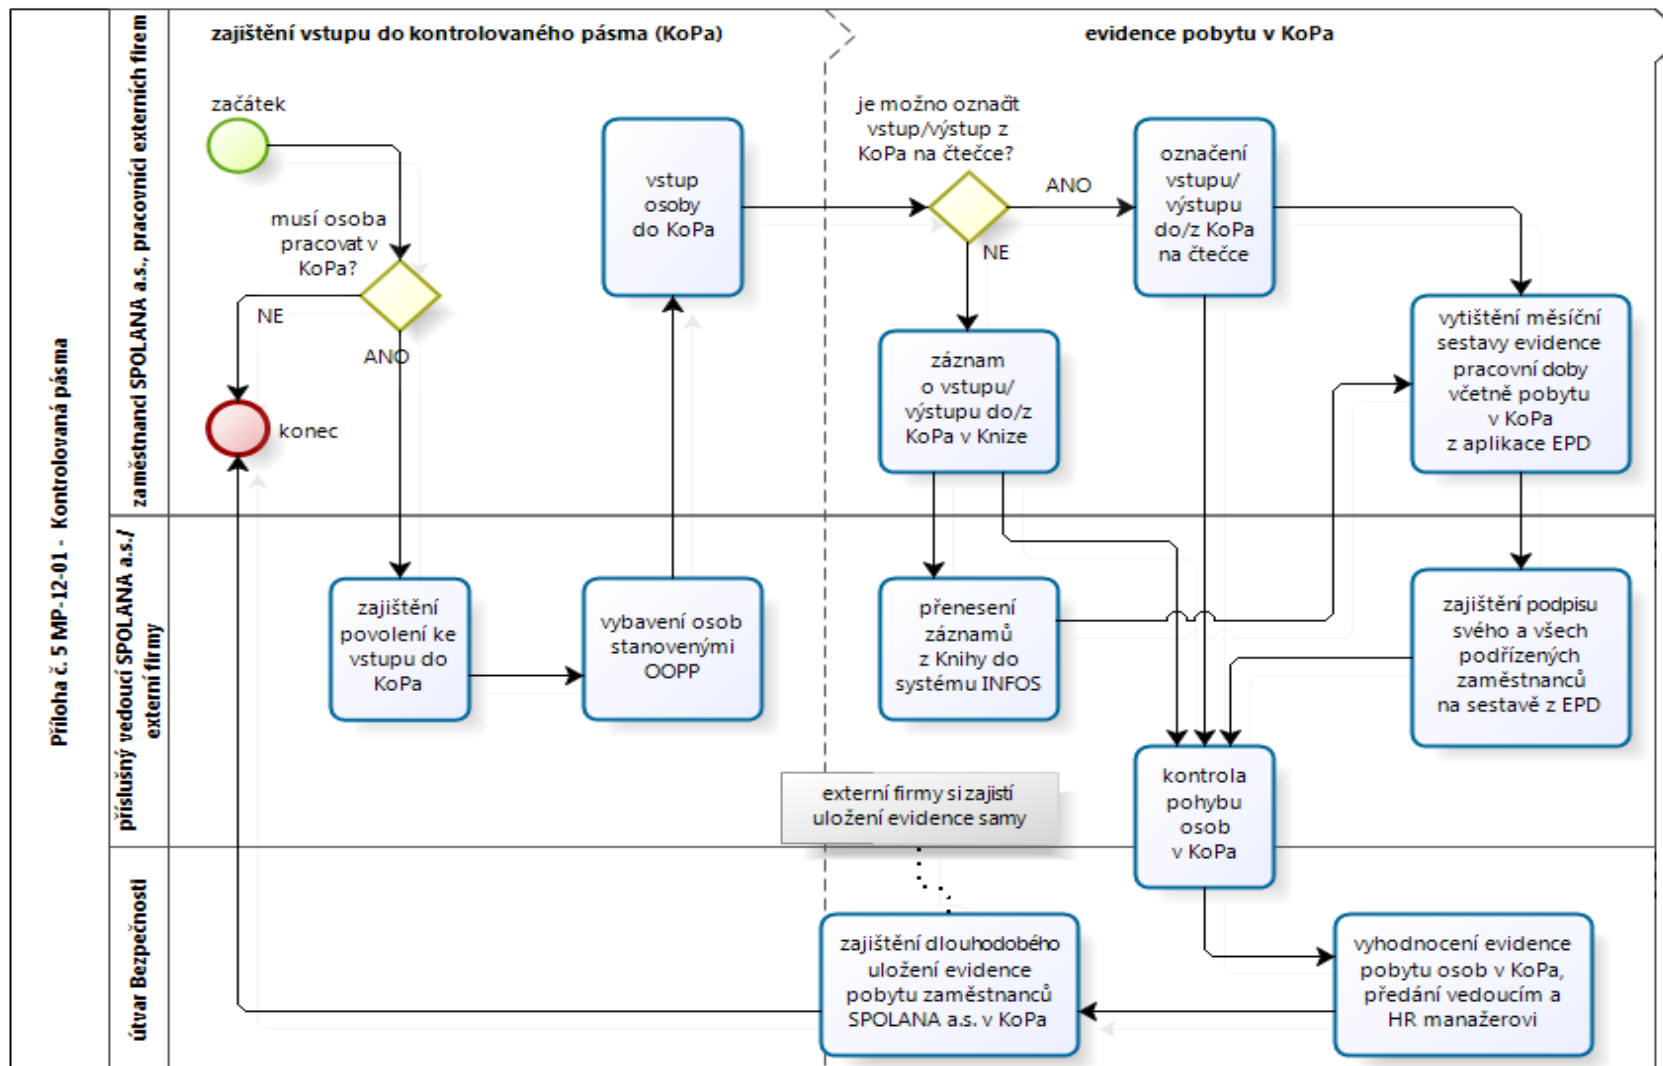 Příloha č. 5 MP-12-01 - Kontrolovaná pásma
zaměstnanci SPOLANA a.s., pracovníci externích firem
zajištění vstupu do kontrolovaného pásma (KoPa)
evidence pobytu v KoPa
začátek
musí osoba
pracovat v
KoPa?
NE
ANO
konec
vstup
osoby
do KoPa
je možno označit
vstup/výstup z
KoPa na čtečce?
ANO
NE
označení
vstupu/
výstupu
do/z KoPa
na čtečce
záznam
o vstupu/
výstupu do/z
KoPa v Knize
vytištění měsíční
sestavy evidence
pracovní doby
včetně pobytu
v KoPa
z aplikace EPD
příslušný vedoucí SPOLANA a.s./
externí firmy
zajištění
povolení ke
vstupu do
KoPa
vybavení osob
stanovenými
OOPP
přenesení
záznamů
z Knihy do
systému INFOS
zajištění podpisu
svého a všech
podřízených
zaměstnanců
na sestavě z EPD
externí firmy si zajistí
uložení evidence samy
kontrola
pohybu
osob
v KoPa
útvar Bezpečnosti
zajištění dlouhodobého
uložení evidence
pobytu zaměstnanců
SPOLANA a.s. v KoPa
vyhodnocení evidence
pobytu osob v KoPa,
předání vedoucím a
HR manažerovi